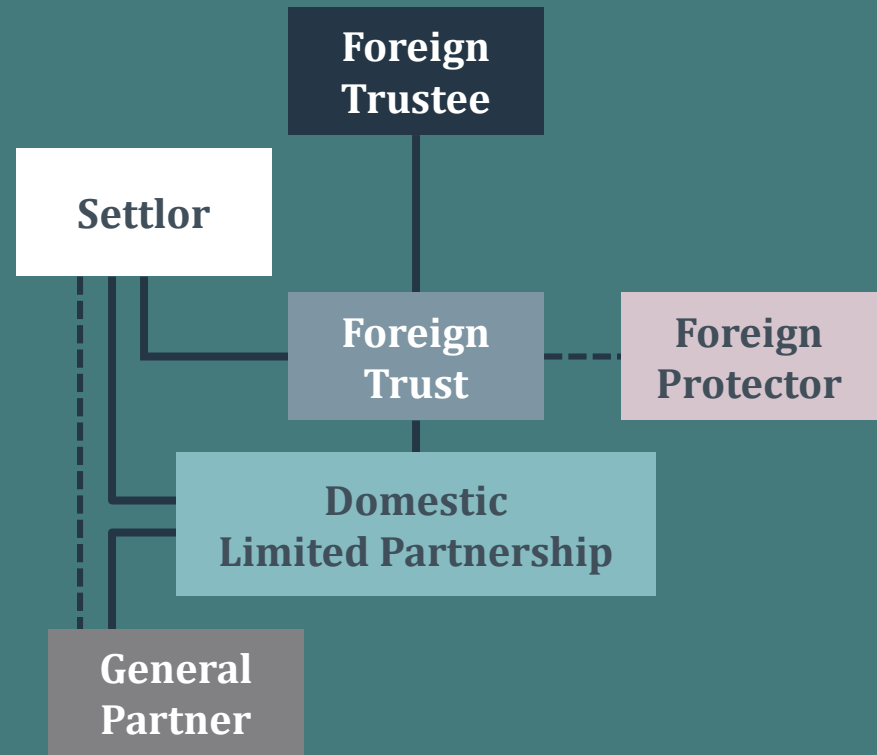 Foreign
Trustee
Settlor
Foreign
Trust
Foreign
Protector
Domestic
Limited Partnership
General
Partner